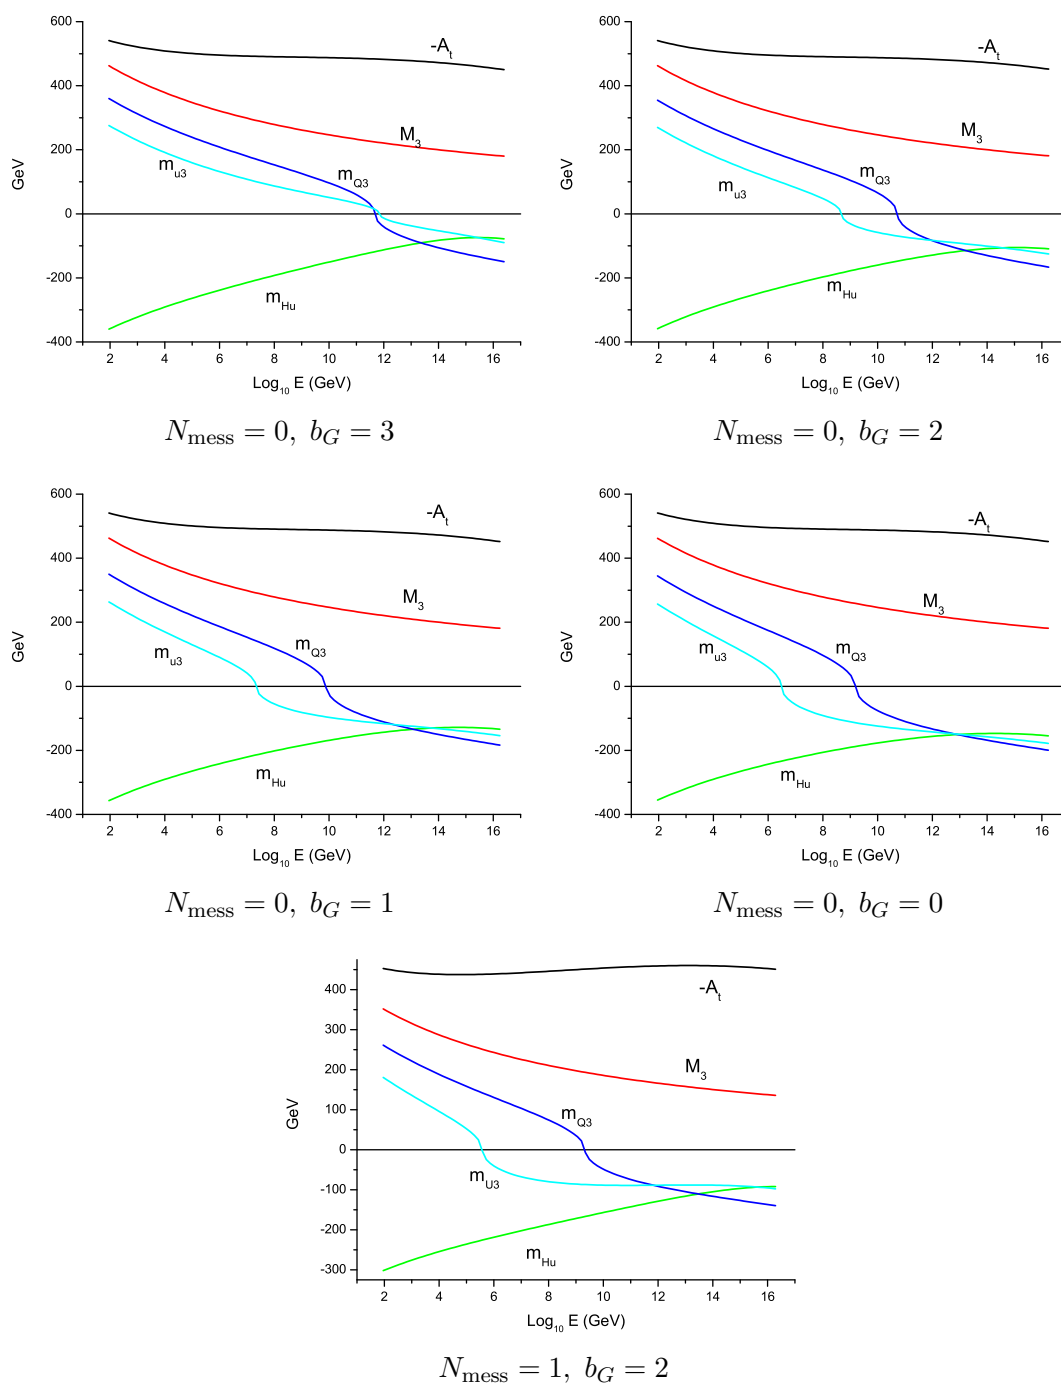 600
400
200
0
-200
-400
GeV
-A_t
M_3
m_u3
m_Q3
m_Hu
2 4 6 8 10 12 14 16
Log_10 E (GeV)
N_mess = 0, b_G = 3
600
400
200
0
-200
-400
GeV
-A_t
M_3
m_Q3
m_u3
m_Hu
2 4 6 8 10 12 14 16
Log_10 E (GeV)
N_mess = 0, b_G = 2
600
400
200
0
-200
-400
GeV
-A_t
M_3
m_Q3
m_u3
m_Hu
2 4 6 8 10 12 14 16
Log_10 E (GeV)
N_mess = 0, b_G = 1
600
400
200
0
-200
-400
GeV
-A_t
M_3
m_Q3
m_u3
m_Hu
2 4 6 8 10 12 14 16
Log_10 E (GeV)
N_mess = 0, b_G = 0
400
300
200
100
0
-100
-200
-300
GeV
-A_t
M_3
m_Q3
m_U3
m_Hu
2 4 6 8 10 12 14 16
Log_10 E (GeV)
N_mess = 1, b_G = 2